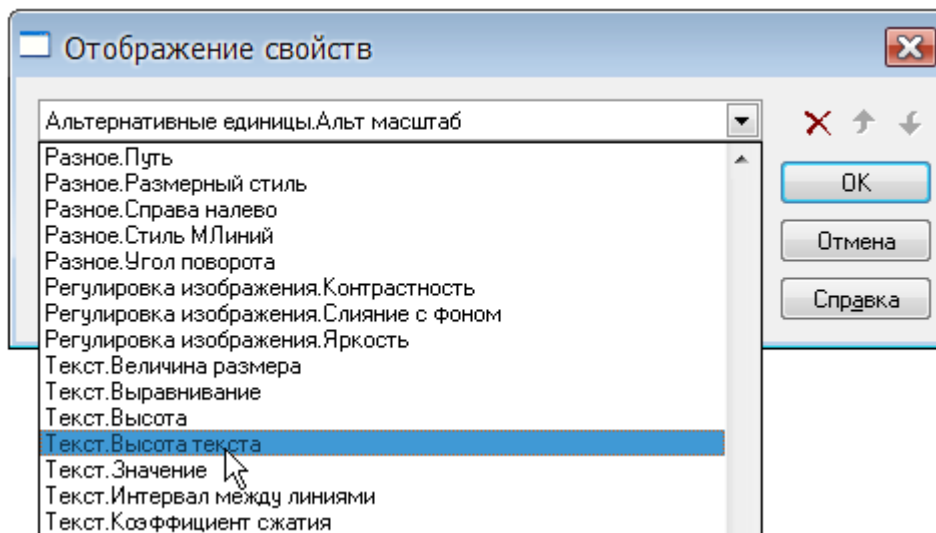 Отображение свойств
Альтернативные единицы.Альт масштаб
Разное.Путь
Разное.Размерный стиль
Разное.Справа налево
Разное.Стиль МЛиний
Разное.Угол поворота
Регулировка изображения.Контрастность
Регулировка изображения.Слияние с фоном
Регулировка изображения.Яркость
Текст.Величина размера
Текст.Выравнивание
Текст.Высота
Текст.Высота текста
Текст.Значение
Текст.Интервал между линиями
Текст.Коэффициент сжатия
OK
Отмена
Справка